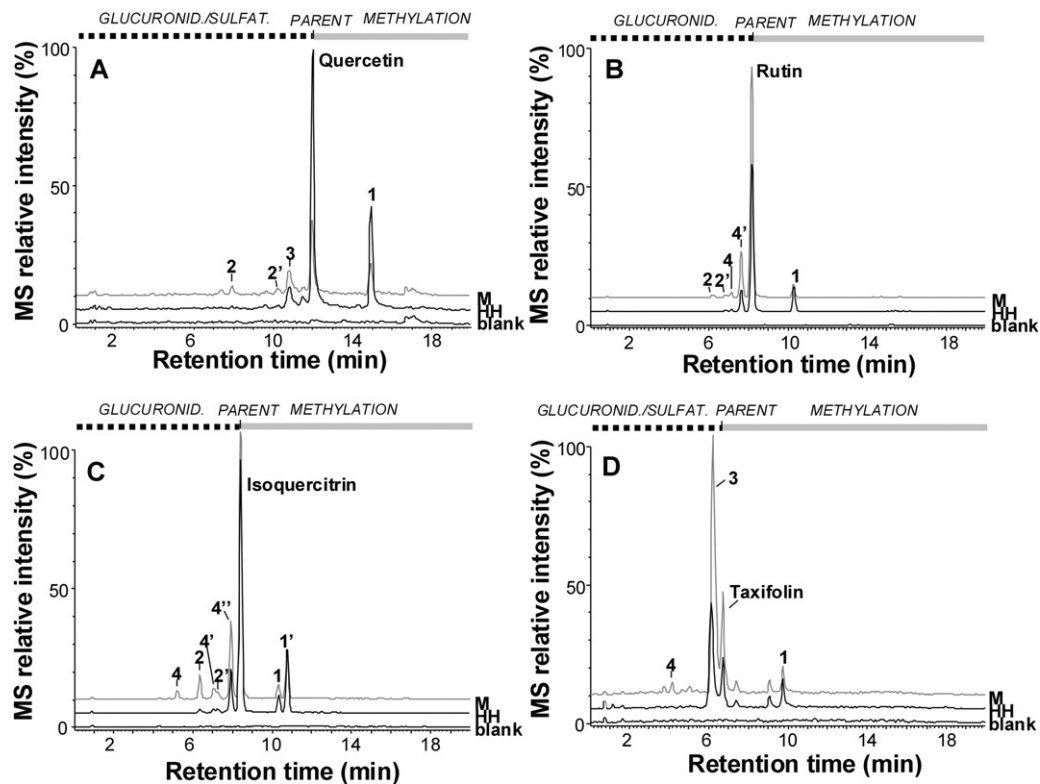 GLUCURONID./SULFAT. PARENT METHYLATION
A
MS relative intensity (%)
100
50
0
Quercetin
1
2
2’
3
M
HH
blank
2 6 10 14 18
Retention time (min)
GLUCURONID. PARENT METHYLATION
B
MS relative intensity (%)
100
50
0
Rutin
4’
4
2 2’
1
M
HH
blank
2 6 10 14 18
Retention time (min)
GLUCURONID. PARENT METHYLATION
C
MS relative intensity (%)
100
50
0
Isoquercitrin
4’’
4’
4
2
2’
1
1’
M
HH
blank
2 6 10 14 18
Retention time (min)
GLUCURONID./SULFAT. PARENT METHYLATION
D
MS relative intensity (%)
100
50
0
3
Taxifolin
4
1
M
HH
blank
2 6 10 14 18
Retention time (min)